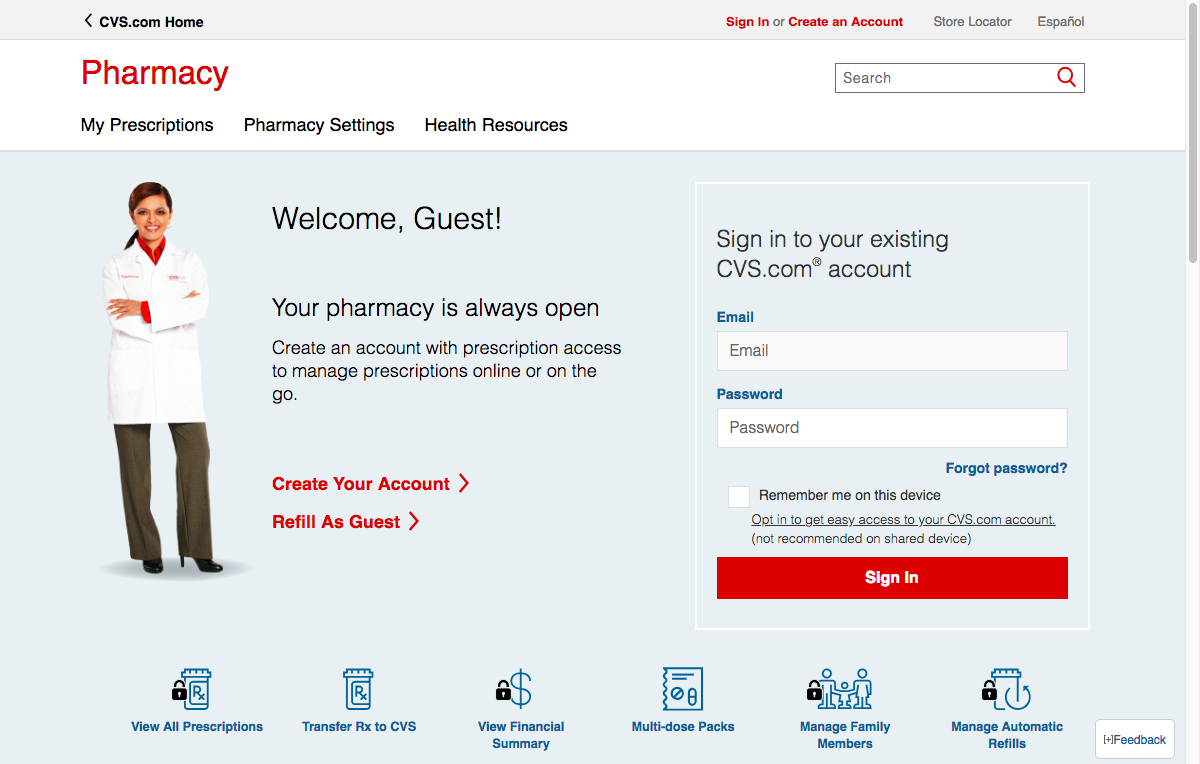 CVS.com Home
Sign In or Create an Account
Store Locator
Español
Pharmacy
Search
My Prescriptions
Pharmacy Settings
Health Resources
CVS
Welcome, Guest!
Your pharmacy is always open
Create an account with prescription access
to manage prescriptions online or on the
go.
Create Your Account
Refill As Guest
Sign in to your existing
CVS.com® account
Email
Email
Password
Password
Forgot password?
Remember me on this device
Opt in to get easy access to your CVS.com account.
(not recommended on shared device)
Sign In
Rx
View All Prescriptions
Rx
Transfer Rx to CVS
$
View Financial
Summary
Multi-dose Packs
Manage Family
Members
Manage Automatic
Refills
[+]Feedback